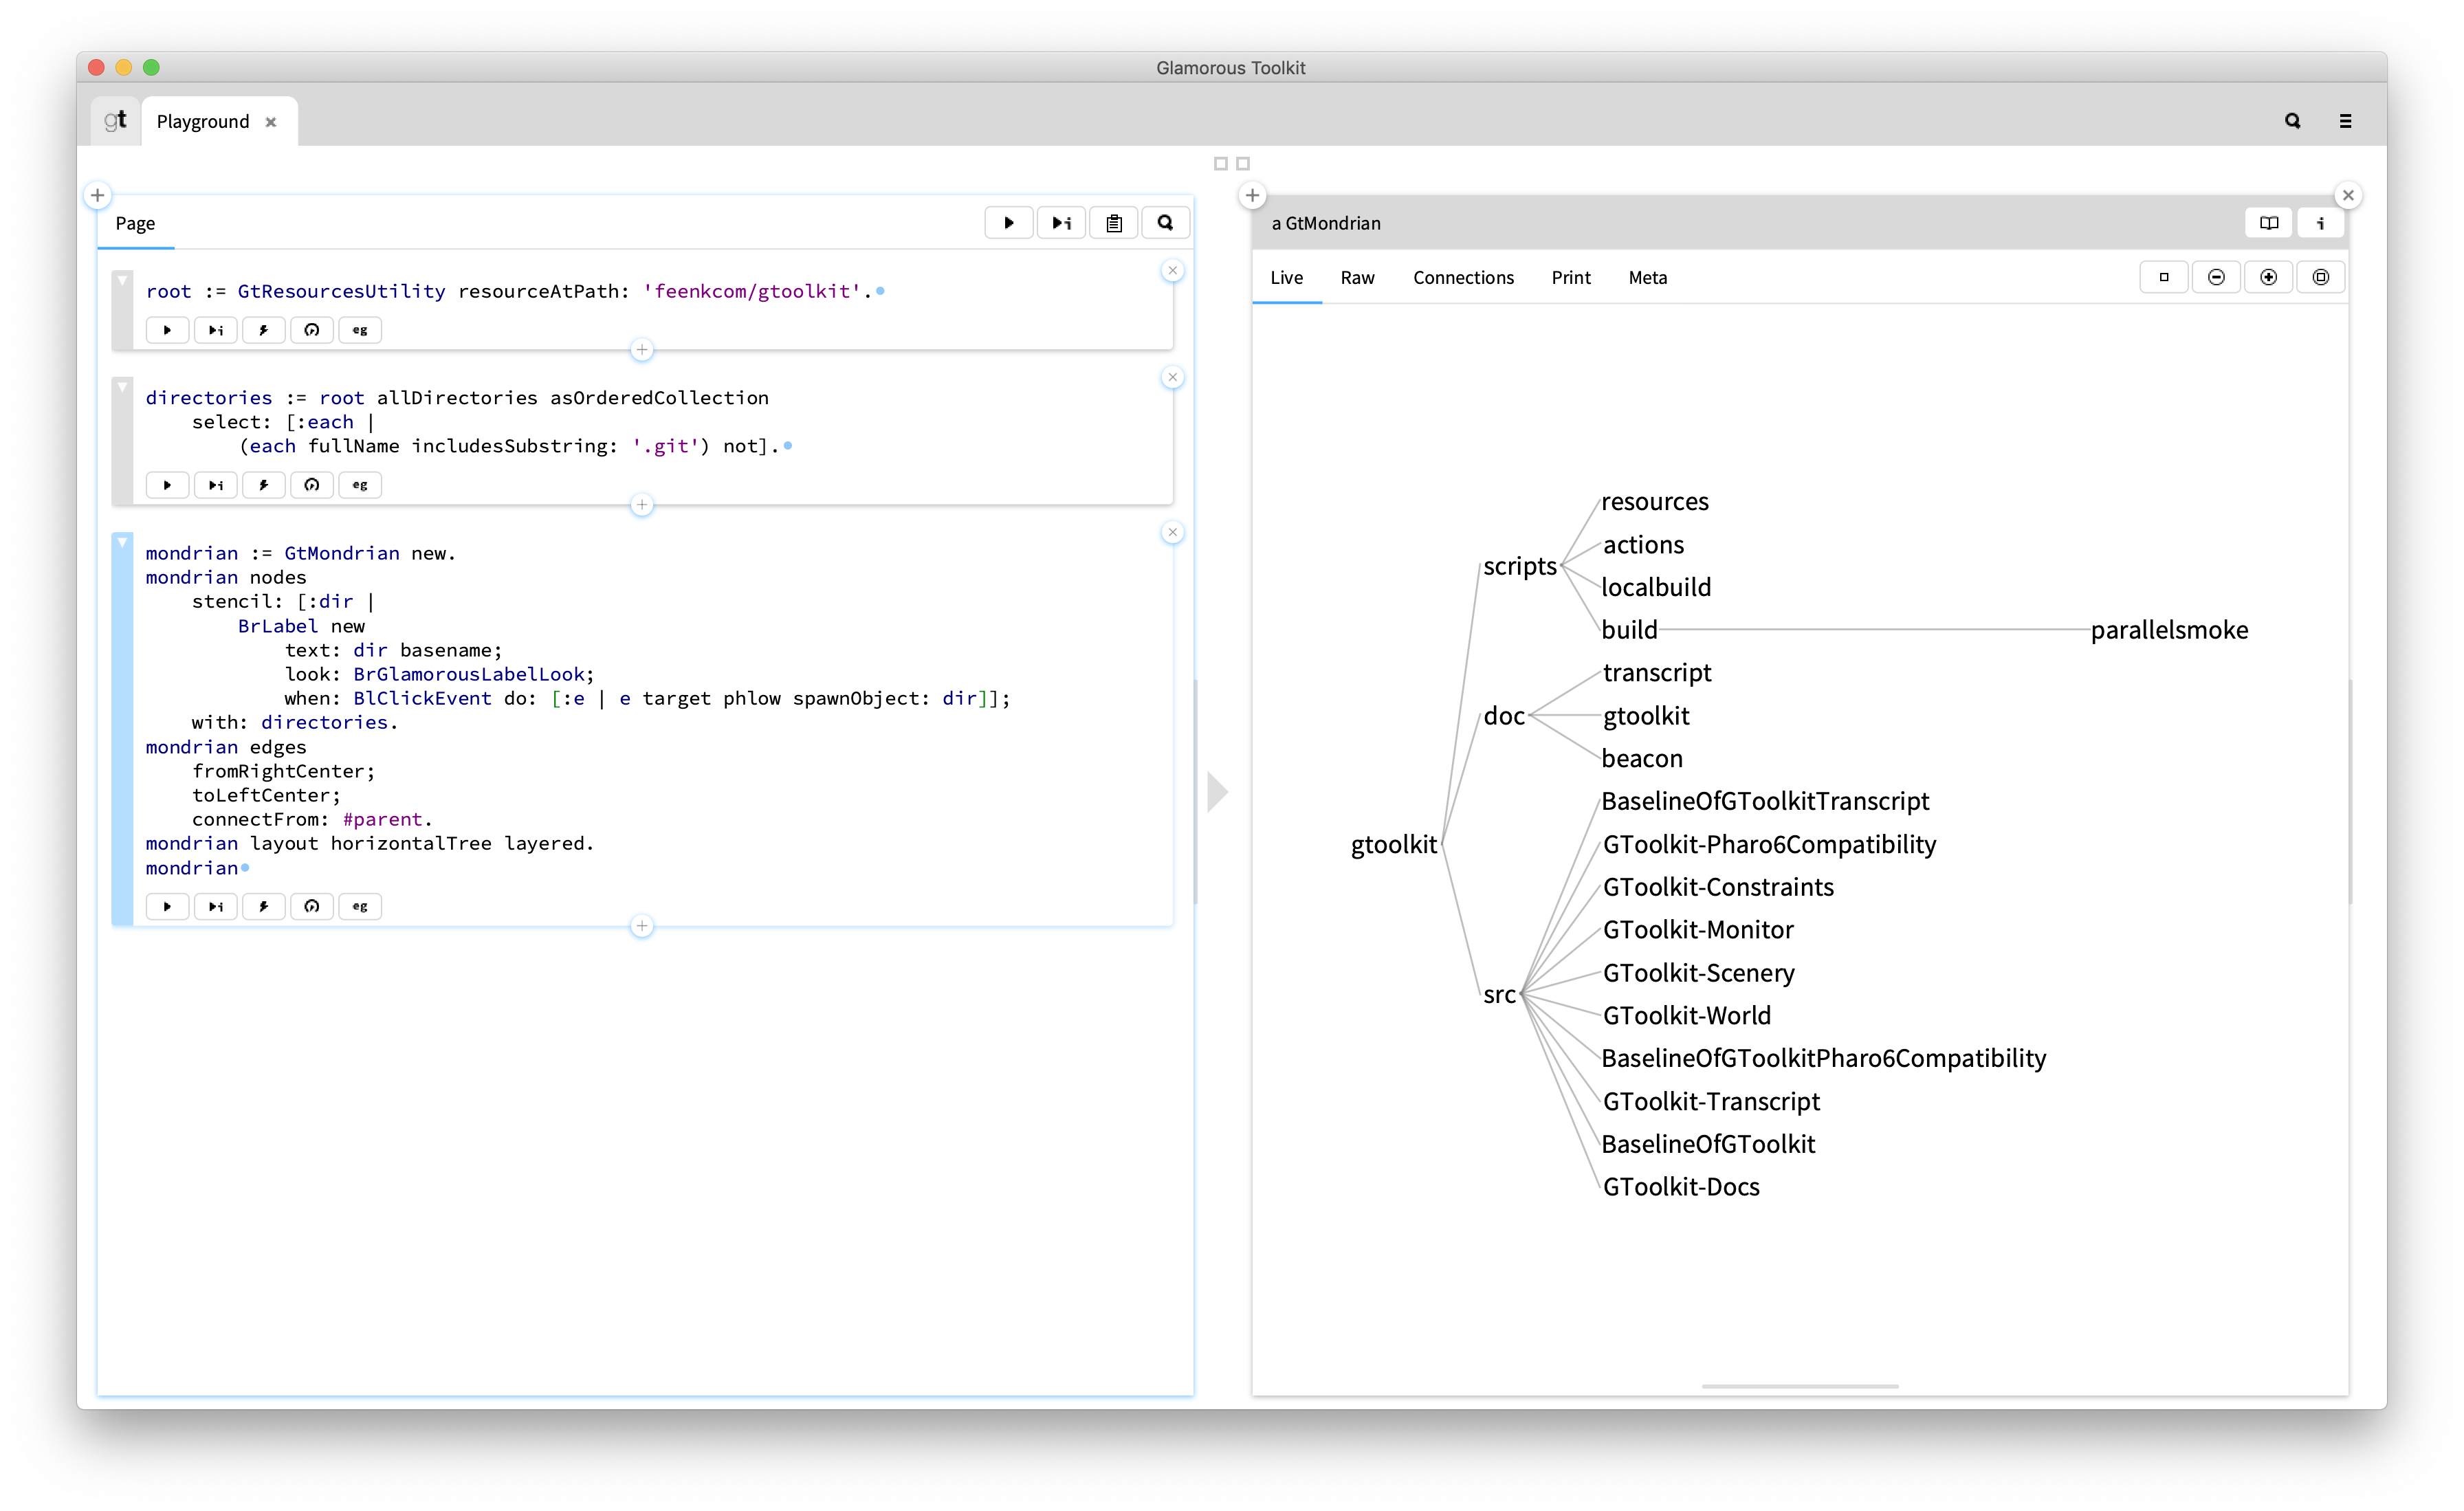 Glamorous Toolkit
gt
Playground
Page
root := GtResourcesUtility resourceAtPath: 'feenkcom/gtoolkit'.
i
eg
directories := root allDirectories asOrderedCollection
select: [:each |
(each fullName includesSubstring: '.git') not].
i
eg
mondrian := GtMondrian new.
mondrian nodes
stencil: [:dir |
BrLabel new
text: dir basename;
look: BrGlamorousLabelLook;
when: BlClickEvent do: [:e | e target phlow spawnObject: dir]];
with: directories.
mondrian edges
fromRightCenter;
toLeftCenter;
connectFrom: #parent.
mondrian layout horizontalTree layered.
mondrian
i
eg
a GtMondrian
i
Live Raw Connections Print Meta
resources
actions
scripts
localbuild
build
parallelsmoke
transcript
doc
gtoolkit
beacon
BaselineOfGToolkitTranscript
gtoolkit
GToolkit-Pharo6Compatibility
GToolkit-Constraints
GToolkit-Monitor
GToolkit-Scenery
src
GToolkit-World
BaselineOfGToolkitPharo6Compatibility
GToolkit-Transcript
BaselineOfGToolkit
GToolkit-Docs